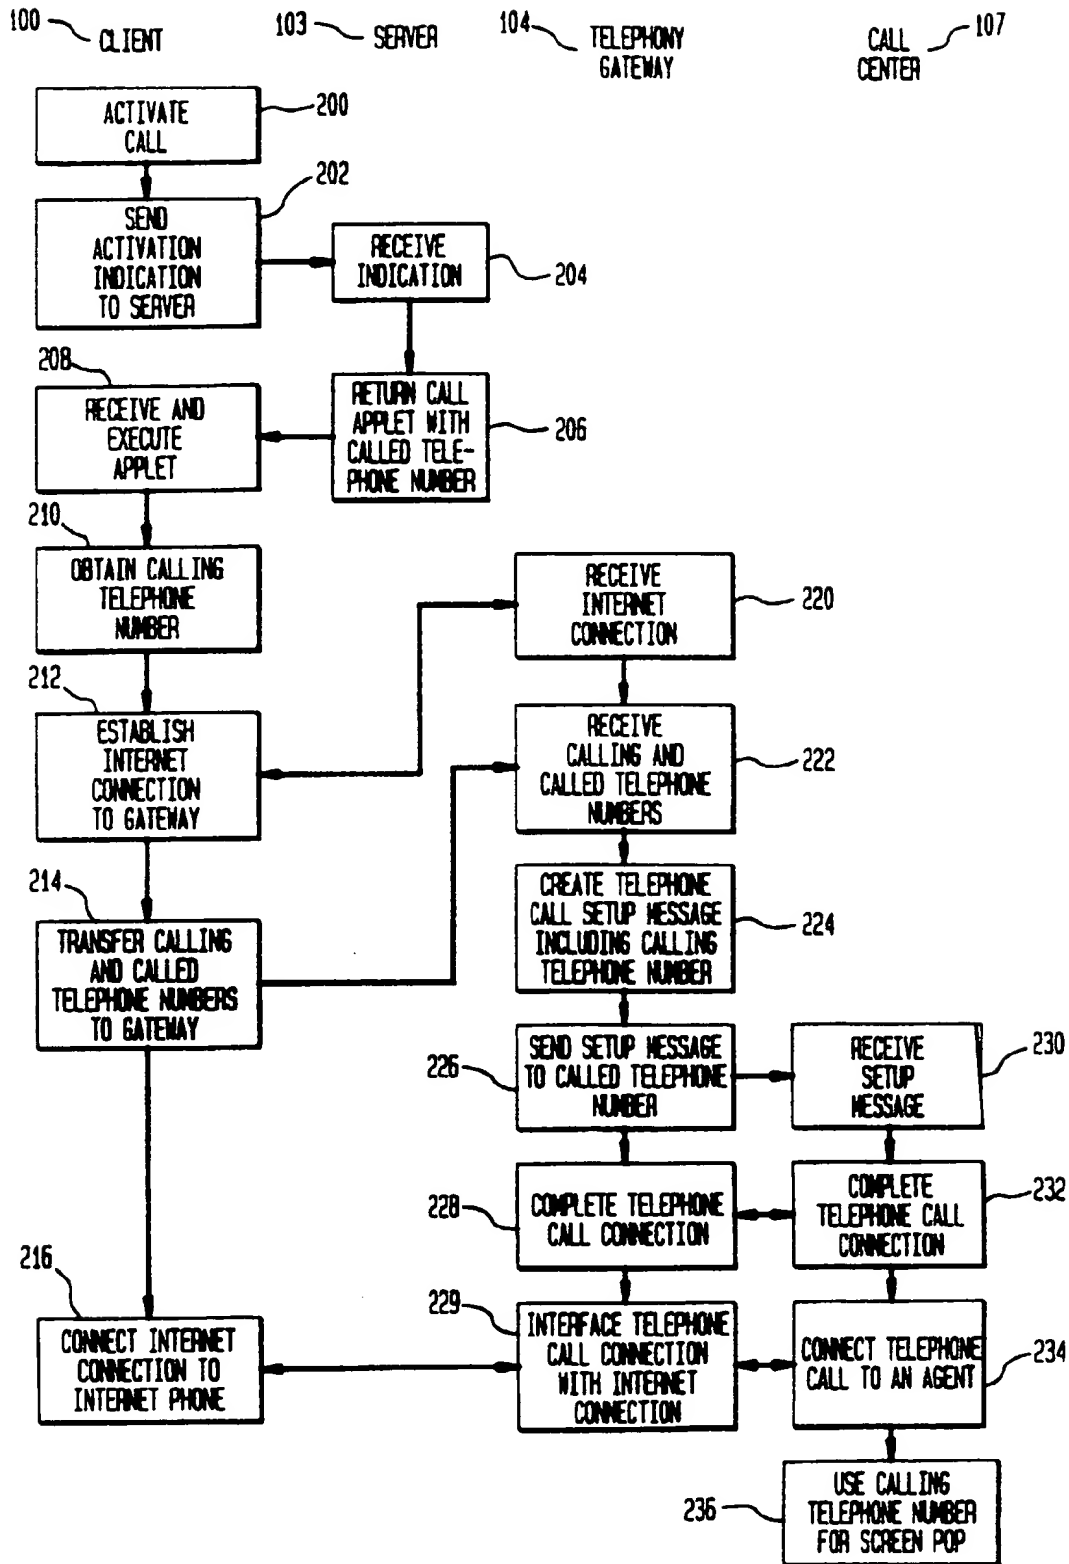 100 CLIENT
103 SERVER
104 TELEPHONY
GATEWAY
CALL
CENTER
107
ACTIVATE
CALL
200
SEND
ACTIVATION
INDICATION
TO SERVER
202
RECEIVE
INDICATION
204
RETURN CALL
APPLET WITH
CALLED TELE-
PHONE NUMBER
206
208
RECEIVE AND
EXECUTE
APPLET
210
OBTAIN CALLING
TELEPHONE
NUMBER
212
ESTABLISH
INTERNET
CONNECTION
TO GATEWAY
214
TRANSFER CALLING
AND CALLED
TELEPHONE NUMBERS
TO GATEWAY
216
CONNECT INTERNET
CONNECTION TO
INTERNET PHONE
RECEIVE
INTERNET
CONNECTION
220
RECEIVE
CALLING AND
CALLED TELEPHONE
NUMBERS
222
CREATE TELEPHONE
CALL SETUP MESSAGE
INCLUDING CALLING
TELEPHONE NUMBER
224
226
SEND SETUP MESSAGE
TO CALLED TELEPHONE
NUMBER
228
COMPLETE TELEPHONE
CALL CONNECTION
229
INTERFACE TELEPHONE
CALL CONNECTION
WITH INTERNET
CONNECTION
RECEIVE
SETUP
MESSAGE
230
COMPLETE
TELEPHONE CALL
CONNECTION
232
CONNECT TELEPHONE
CALL TO AN AGENT
234
236
USE CALLING
TELEPHONE NUMBER
FOR SCREEN POP